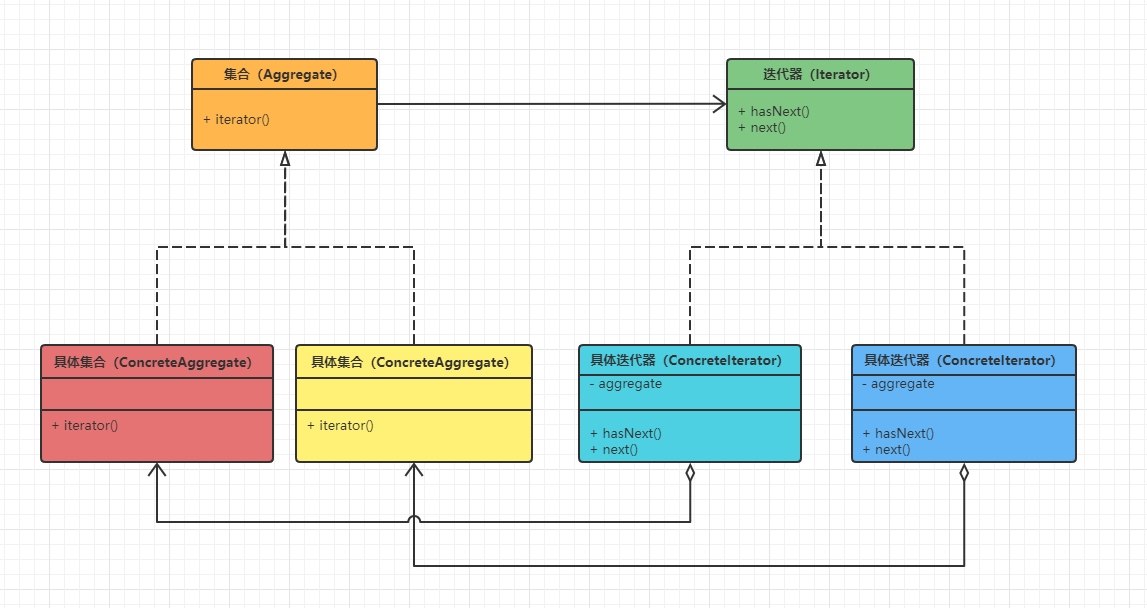 集合（Aggregate）
+ iterator()
迭代器（Iterator）
+ hasNext()
+ next()
具体集合（ConcreteAggregate）
+ iterator()
具体集合（ConcreteAggregate）
+ iterator()
具体迭代器（ConcreteIterator）
- aggregate
+ hasNext()
+ next()
具体迭代器（ConcreteIterator）
- aggregate
+ hasNext()
+ next()